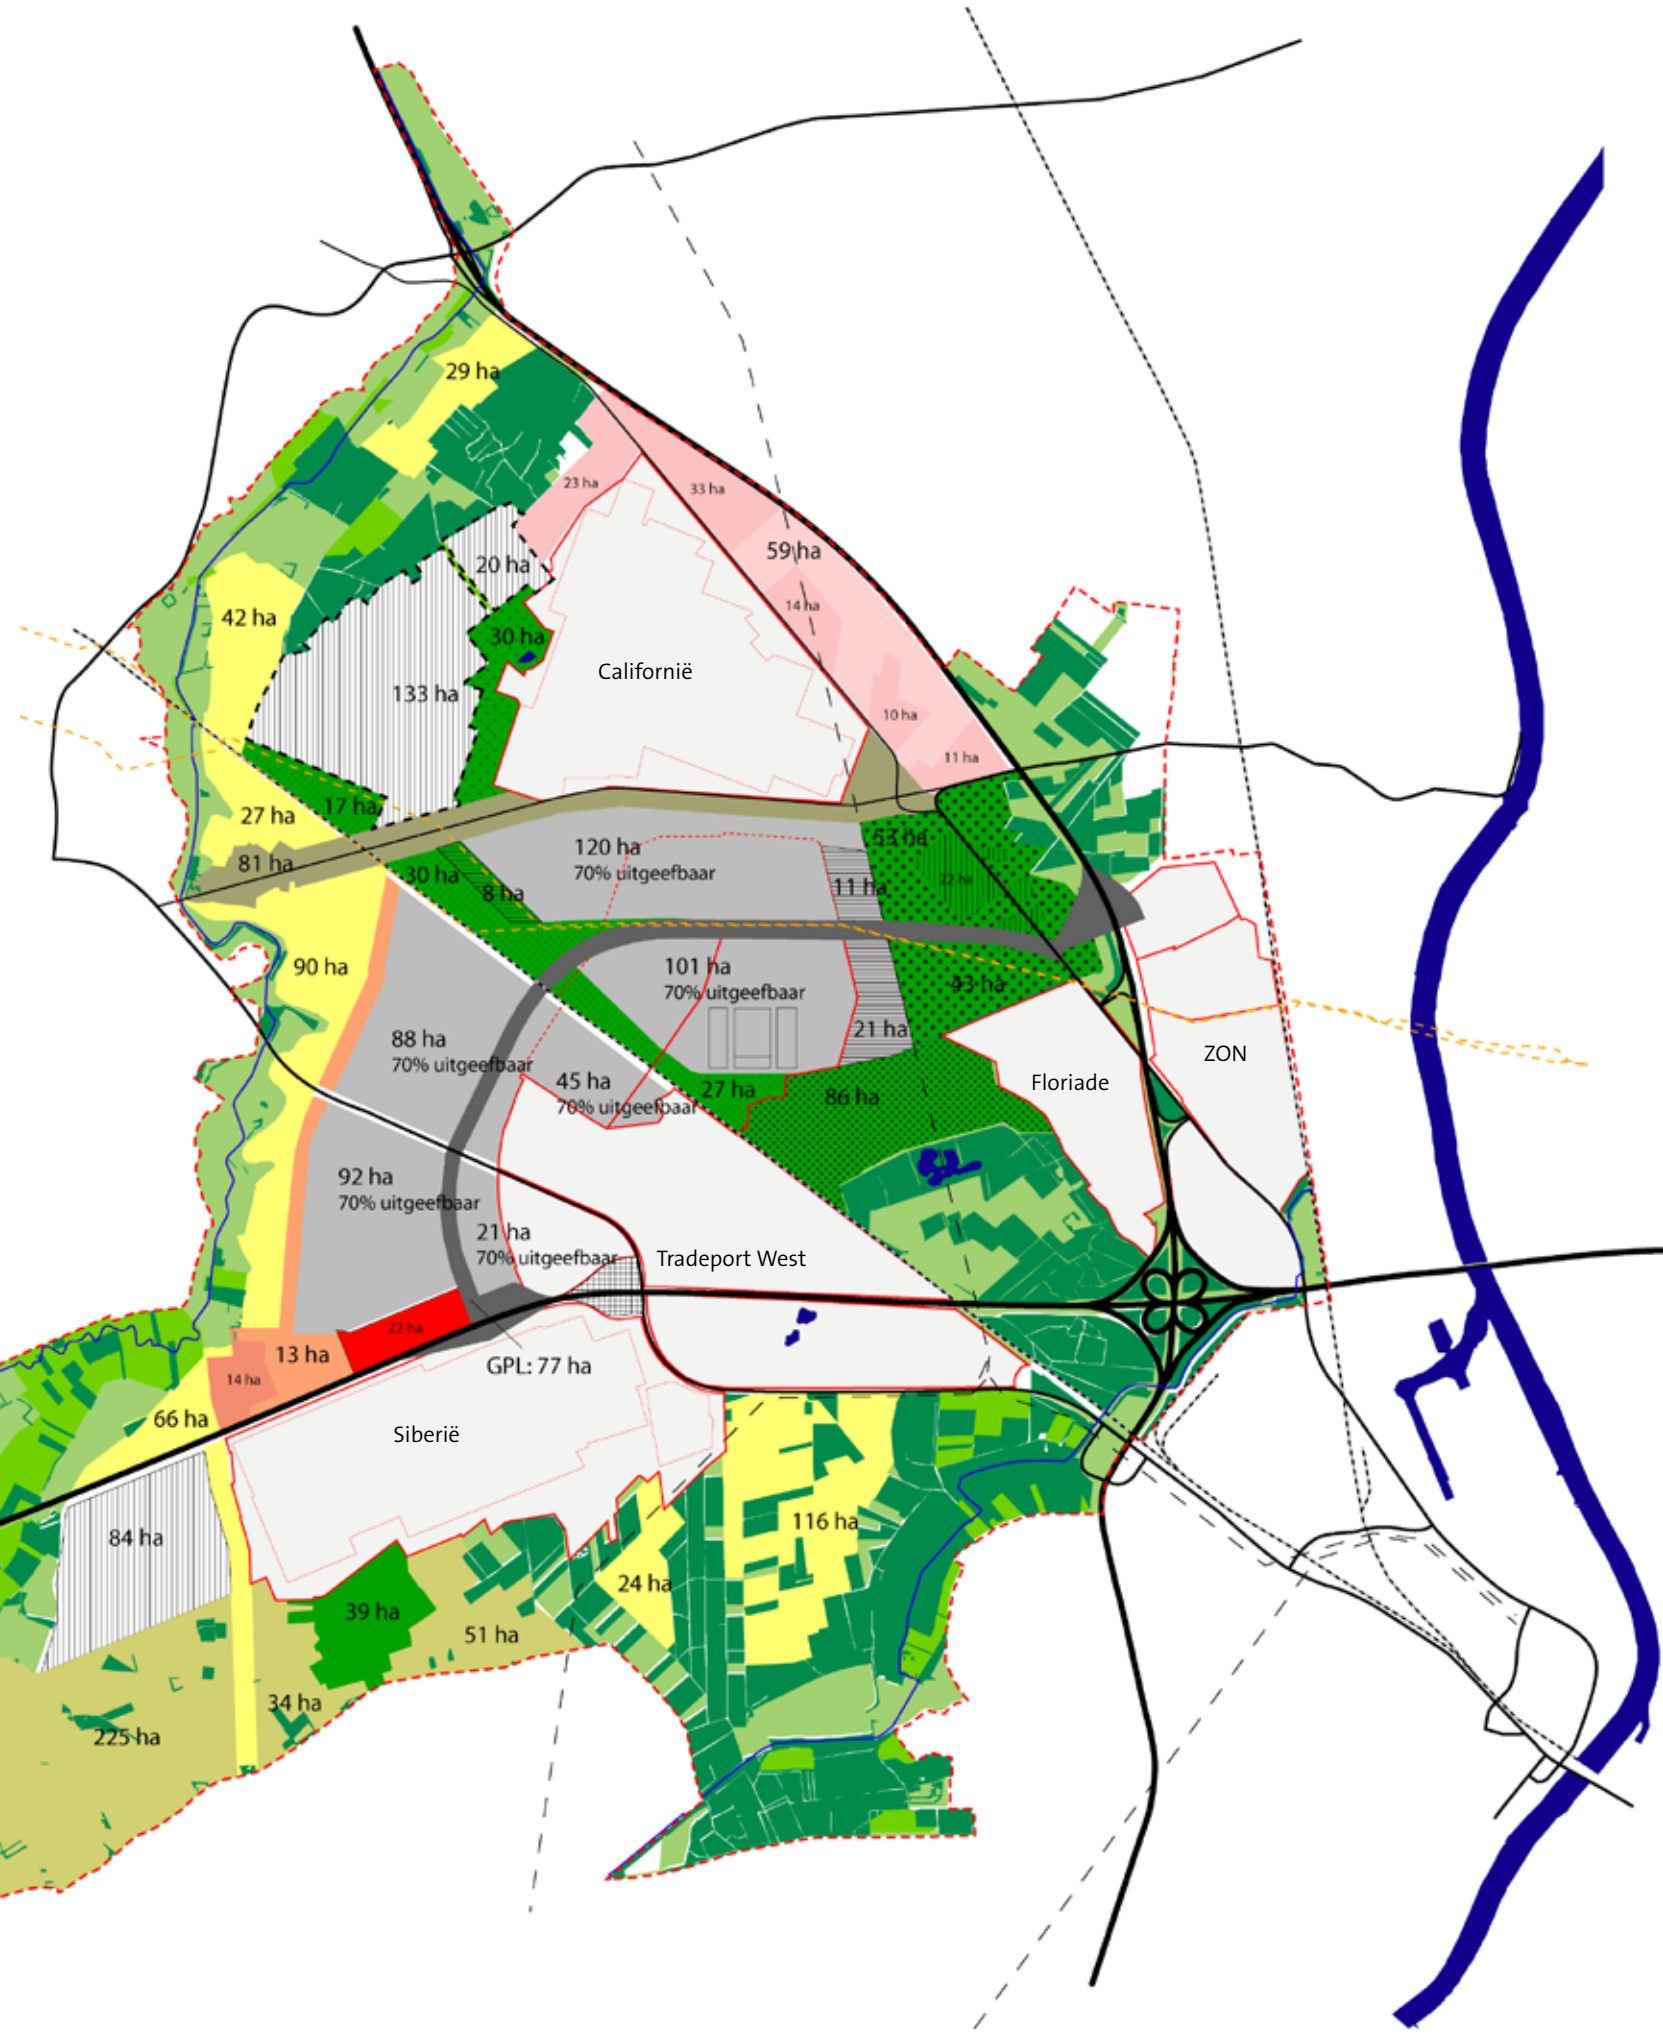 29 ha
23 ha
33 ha
59 ha
20 ha
14 ha
42 ha
30 ha
Californië
133 ha
10 ha
11 ha
17 ha
27 ha
53 ha
120 ha
70% uitgeefbaar
81 ha
30 ha
8 ha
11 ha
22 ha
90 ha
101 ha
70% uitgeefbaar
43 ha
88 ha
70% uitgeefbaar
21 ha
ZON
45 ha
70% uitgeefbaar
27 ha
86 ha
Floriade
92 ha
70% uitgeefbaar
21 ha
70% uitgeefbaar
Tradeport West
22 ha
13 ha
GPL: 77 ha
14 ha
66 ha
Siberië
84 ha
116 ha
24 ha
39 ha
51 ha
34 ha
225 ha